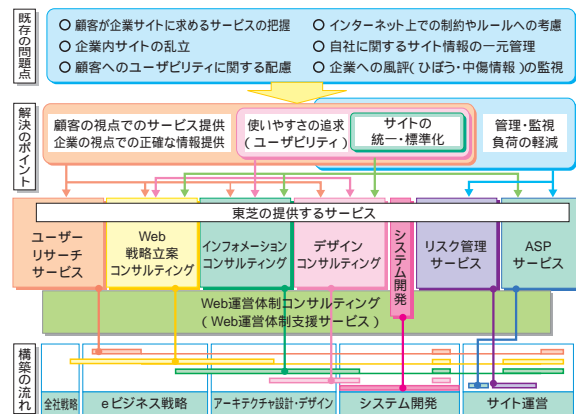 既存の問題点
○ 顧客が企業サイトに求めるサービスの把握
○ 企業内サイトの乱立
○ 顧客へのユーザビリティに関する配慮
○ インターネット上での制約やルールへの考慮
○ 自社に関するサイト情報の一元管理
○ 企業への風評(ひぼう・中傷情報)の監視
解決のポイント
顧客の視点でのサービス提供
企業の視点での正確な情報提供
使いやすさの追求
(ユーザビリティ)
サイトの
統一・標準化
管理・監視
負荷の軽減
東芝の提供するサービス
ユーザー
リサーチ
サービス
Web
戦略立案
コンサルティング
インフォメーション
コンサルティング
デザイン
コンサルティング
システム開発
リスク管理
サービス
ASP
サービス
Web運営体制コンサルティング
(Web運営体制支援サービス)
構築の流れ
全社戦略
eビジネス戦略
アーキテクチャ設計・デザイン
システム開発
サイト運営